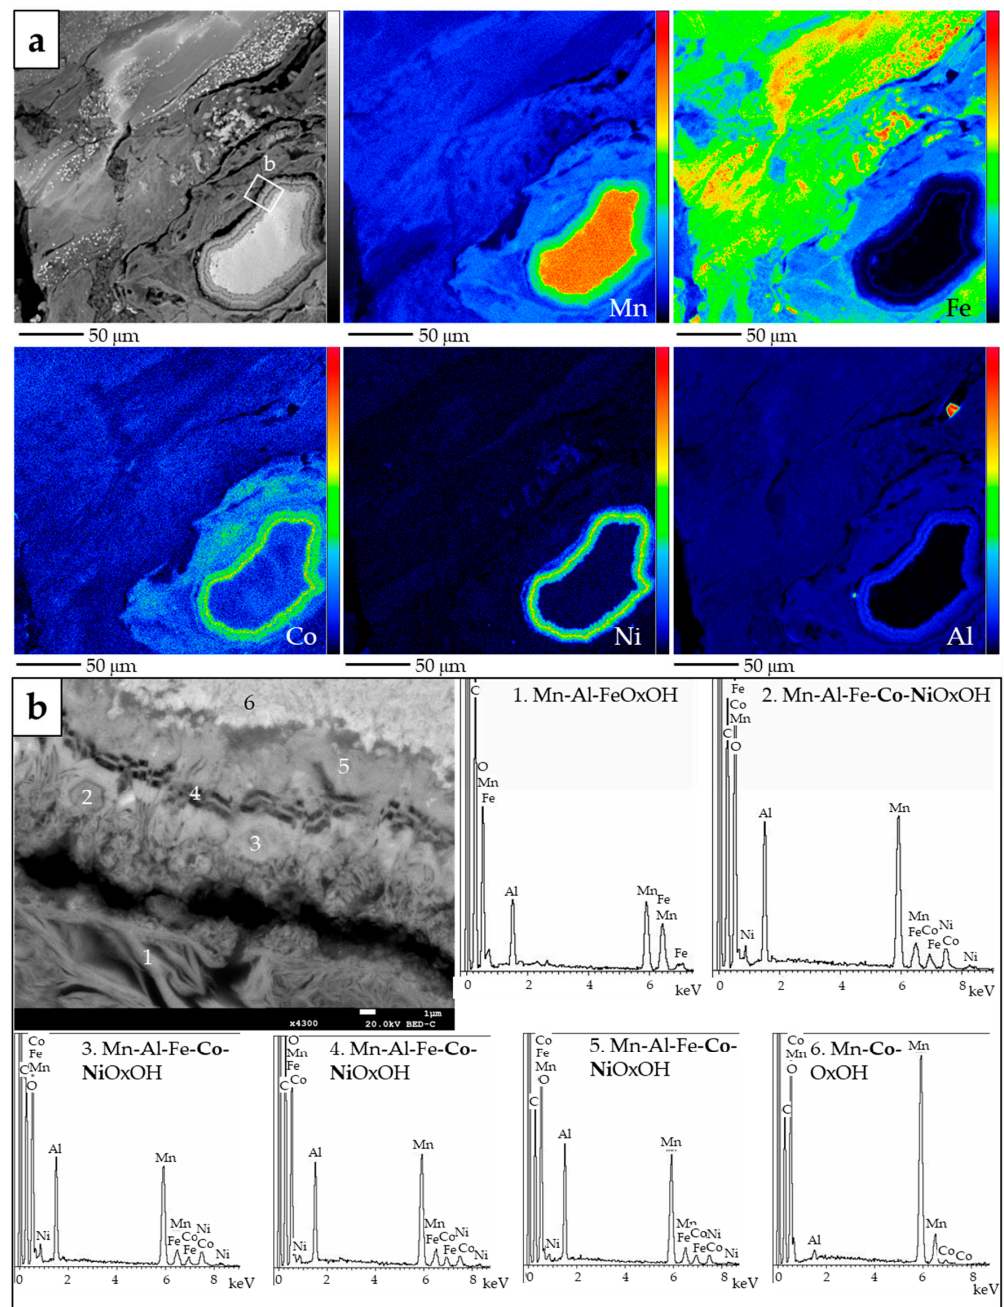 a
b
Mn
Fe
50 µm
50 µm
50 µm
Co
Ni
Al
50 µm
50 µm
50 µm
b
6
5
2
4
3
1
1µm
x4300 20.0kV BED-C
1. Mn-Al-FeOxOH
C
O
Mn
Fe
Al
Mn
Fe
Mn
Fe
0 2 4 6
keV
2. Mn-Al-Fe-Co-NiOxOH
Fe
Co
Mn
C
O
Ni
Al
Mn
Mn
Fe
Co
Fe
Ni
Co
Ni
0 2 4 6 8
keV
3. Mn-Al-Fe-Co-
NiOxOH
Co
Fe
Mn
C O
Ni
Al
Mn
Mn
Fe
Co
Fe
Ni
Co
Ni
0 2 4 6 8
keV
4. Mn-Al-Fe-Co-
NiOxOH
O
Mn
Fe
C Co
Ni
Al
Mn
Mn
Fe
Co
Fe
Ni
Co
Ni
0 2 4 6 8
keV
5. Mn-Al-Fe-Co-
NiOxOH
Co
Fe
Mn
C O
Ni
Al
Mn
Mn
Fe
Co
Fe
Ni
Co
Ni
0 2 4 6 8
keV
6. Mn-Co-
OxOH
Co
Mn
O
C
Al
Mn
Mn
Co
Co
0 2 4 6 8
keV